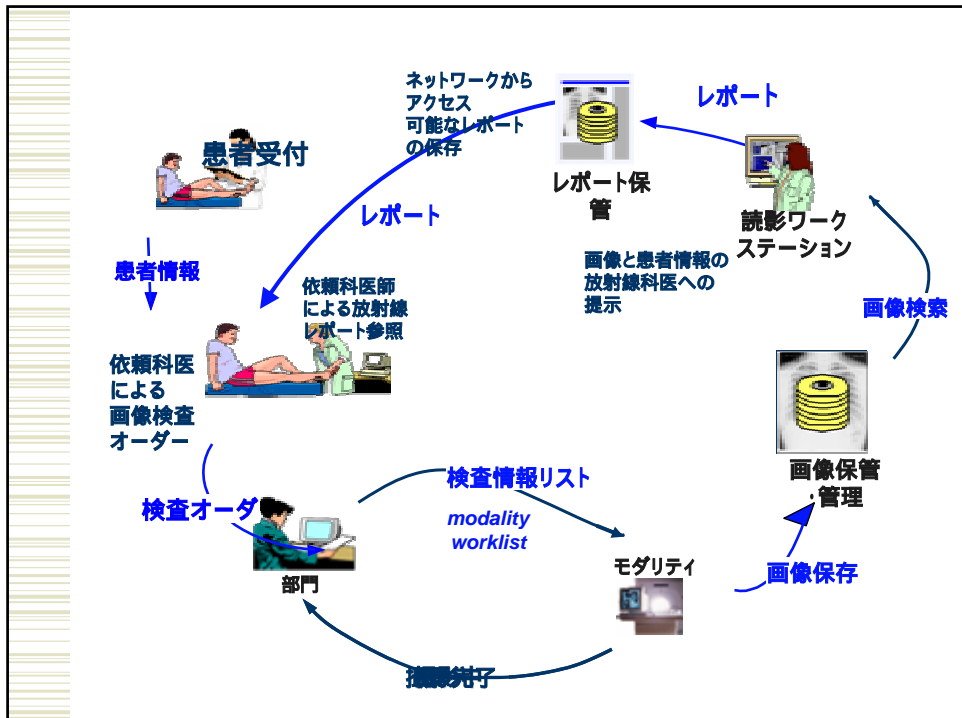 ネットワークから
アクセス
可能なレポート
の保存
レポート
患者受付
レポート保
管
読影ワーク
ステーション
レポート
患者情報
依頼科医師
による放射線
レポート参照
画像と患者情報の
放射線科医への
提示
画像検索
依頼科医
による
画像検査
オーダー
検査オーダ
検査情報リスト
modality
worklist
画像保管
・管理
部門
モダリティ
画像保存